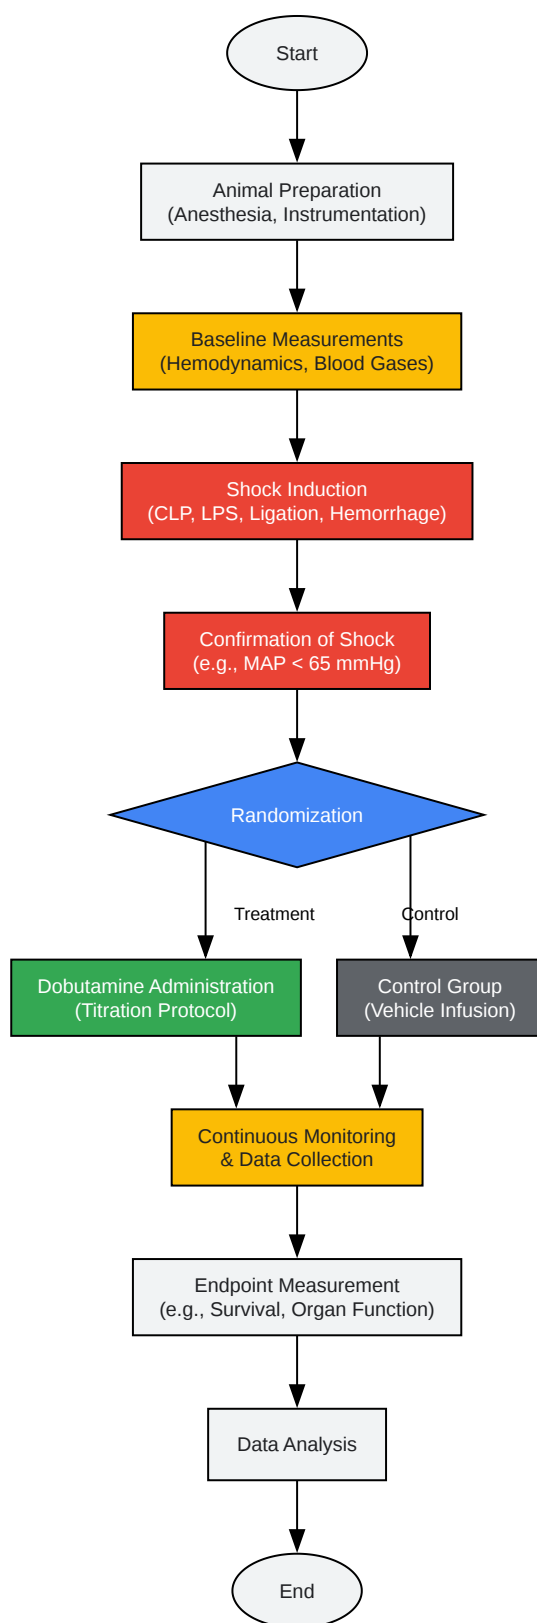 Start
Animal Preparation
(Anesthesia, Instrumentation)
Baseline Measurements
(Hemodynamics, Blood Gases)
Shock Induction
(CLP, LPS, Ligation, Hemorrhage)
Confirmation of Shock
(e.g., MAP < 65 mmHg)
Randomization
Treatment
Control
Dobutamine Administration
(Titration Protocol)
Control Group
(Vehicle Infusion)
Continuous Monitoring
& Data Collection
Endpoint Measurement
(e.g., Survival, Organ Function)
Data Analysis
End